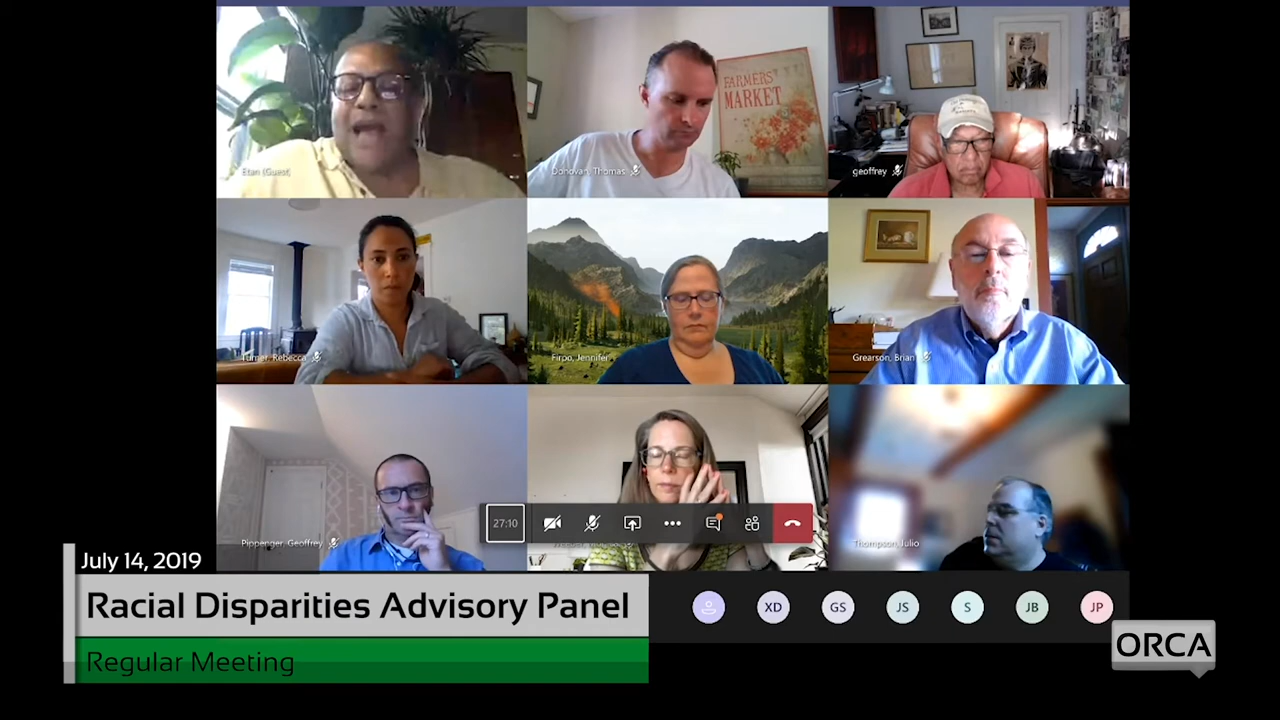 FARMERS'
MARKET
Etan (Guest)
Donovan, Thomas
geoffrey
Turner, Rebecca
Firpo, Jennifer
Grearson, Brian
Pippenger, Geoffrey
27:10
Thompson, Julio
July 14, 2019
Racial Disparities Advisory Panel
Regular Meeting
XD
GS
JS
S
JB
JP
ORCA